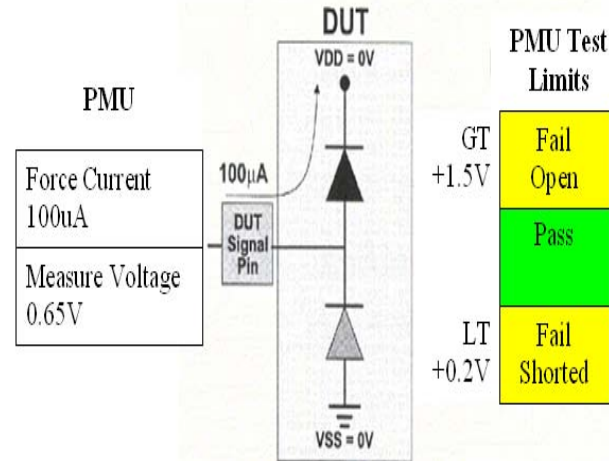 PMU
Force Current
100uA
Measure Voltage
0.65V
DUT
VDD = 0V
100µA
DUT
Signal
Pin
VSS = 0V
PMU Test
Limits
GT
+1.5V
Fail
Open
Pass
LT
+0.2V
Fail
Shorted